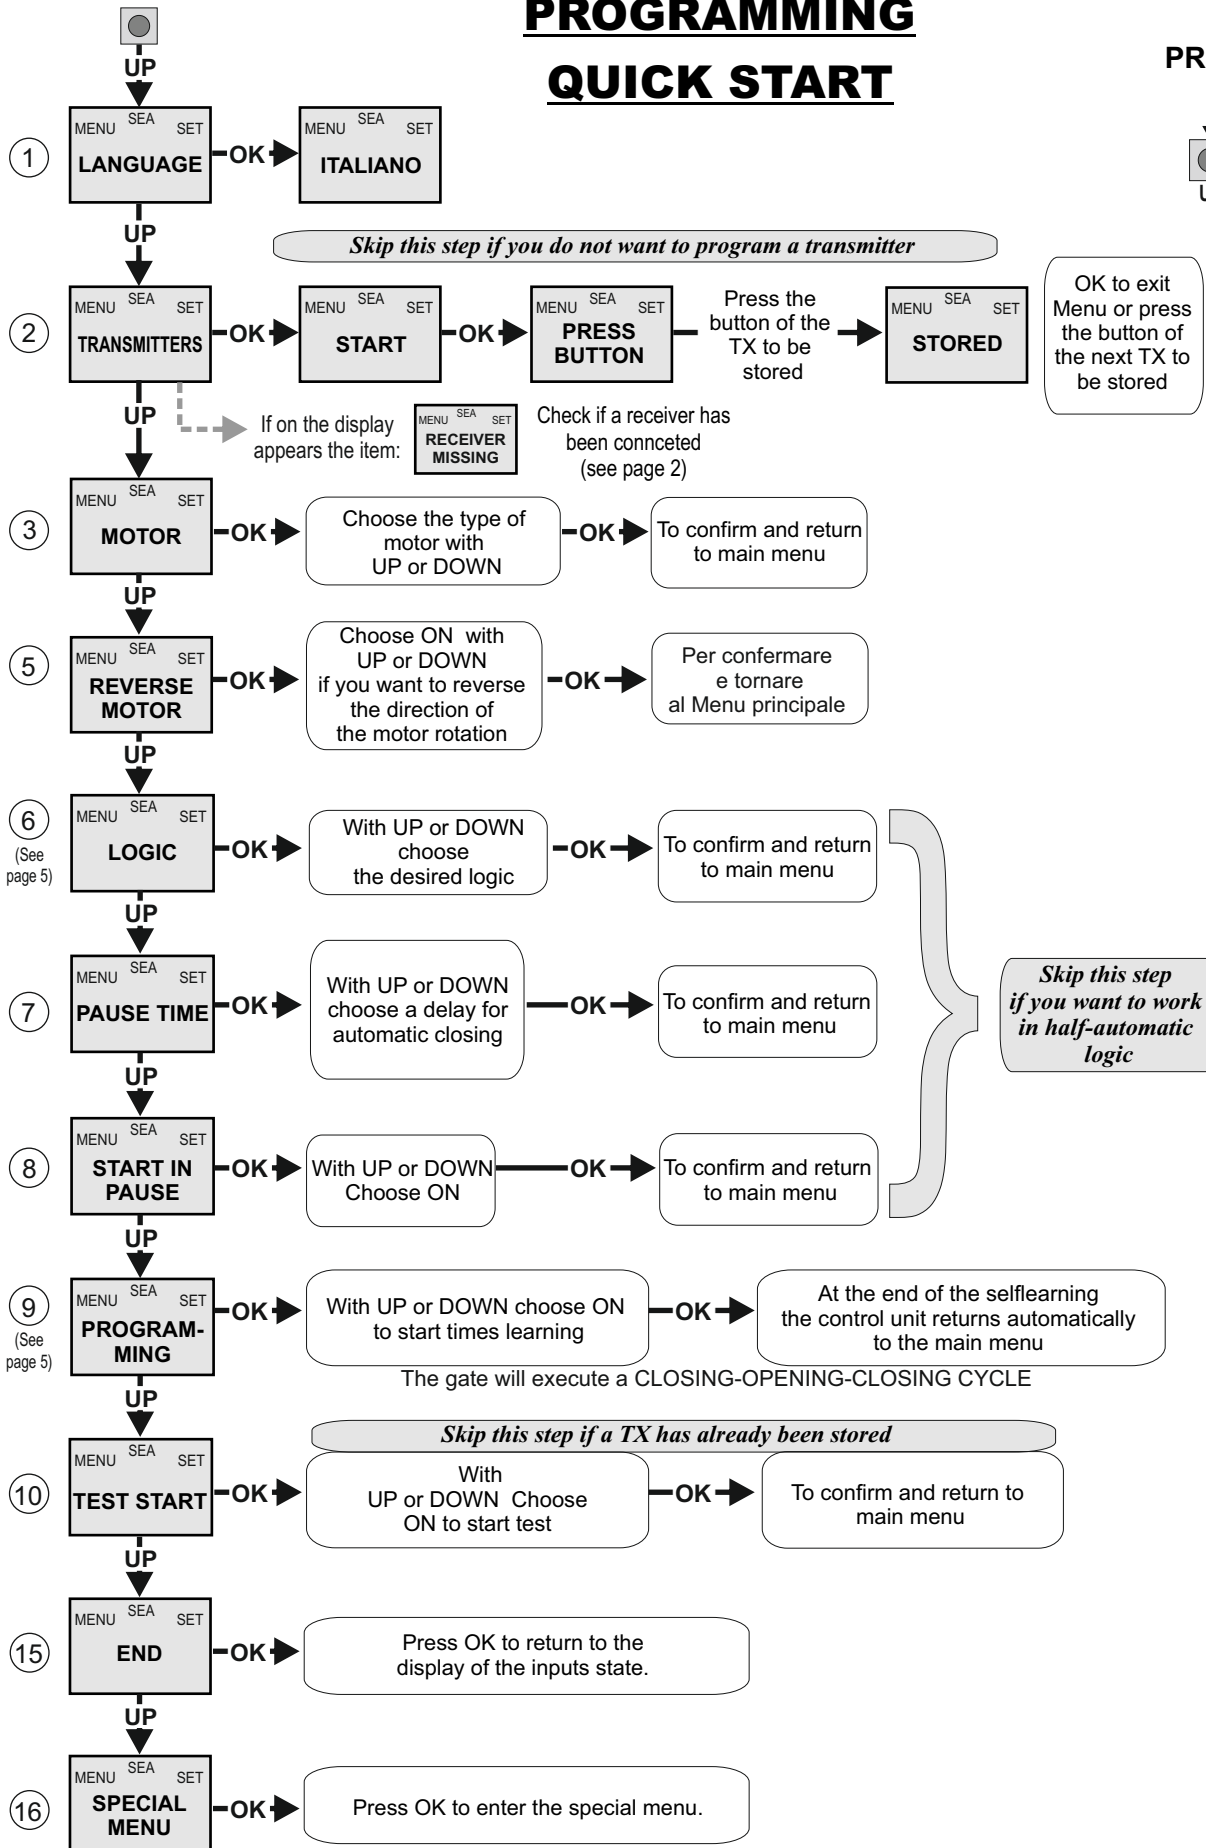 PROGRAMMING
QUICK START
PR
UP
1
MENU SEA SET
LANGUAGE
OK
MENU SEA SET
ITALIANO
UP
Skip this step if you do not want to program a transmitter
2
MENU SEA SET
TRANSMITTERS
OK
MENU SEA SET
START
OK
MENU SEA SET
PRESS
BUTTON
Press the
button of the
TX to be
stored
MENU SEA SET
STORED
OK to exit
Menu or press
the button of
the next TX to
be stored
UP
If on the display
appears the item:
MENU SEA SET
RECEIVER
MISSING
Check if a receiver has
been connceted
(see page 2)
3
MENU SEA SET
MOTOR
OK
Choose the type of
motor with
UP or DOWN
OK
To confirm and return
to main menu
UP
5
MENU SEA SET
REVERSE
MOTOR
OK
Choose ON with
UP or DOWN
if you want to reverse
the direction of
the motor rotation
OK
Per confermare
e tornare
al Menu principale
UP
6
(See
page 5)
MENU SEA SET
LOGIC
OK
With UP or DOWN
choose
the desired logic
OK
To confirm and return
to main menu
UP
7
MENU SEA SET
PAUSE TIME
OK
With UP or DOWN
choose a delay for
automatic closing
OK
To confirm and return
to main menu
Skip this step
if you want to work
in half-automatic
logic
UP
8
MENU SEA SET
START IN
PAUSE
OK
With UP or DOWN
Choose ON
OK
To confirm and return
to main menu
UP
9
(See
page 5)
MENU SEA SET
PROGRAM-
MING
OK
With UP or DOWN choose ON
to start times learning
OK
At the end of the selflearning
the control unit returns automatically
to the main menu
The gate will execute a CLOSING-OPENING-CLOSING CYCLE
UP
Skip this step if a TX has already been stored
10
MENU SEA SET
TEST START
OK
With
UP or DOWN Choose
ON to start test
OK
To confirm and return to
main menu
UP
15
MENU SEA SET
END
OK
Press OK to return to the
display of the inputs state.
UP
16
MENU SEA SET
SPECIAL
MENU
OK
Press OK to enter the special menu.